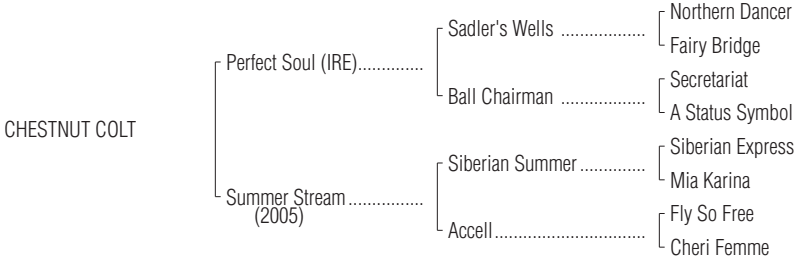 Northern Dancer
Sadler's Wells ..................
Fairy Bridge
Perfect Soul (IRE)..............
Secretariat
Ball Chairman ..................
A Status Symbol
CHESTNUT COLT
Siberian Express
Siberian Summer ..............
Mia Karina
Summer Stream ................
(2005)
Fly So Free
Accell................................
Cheri Femme